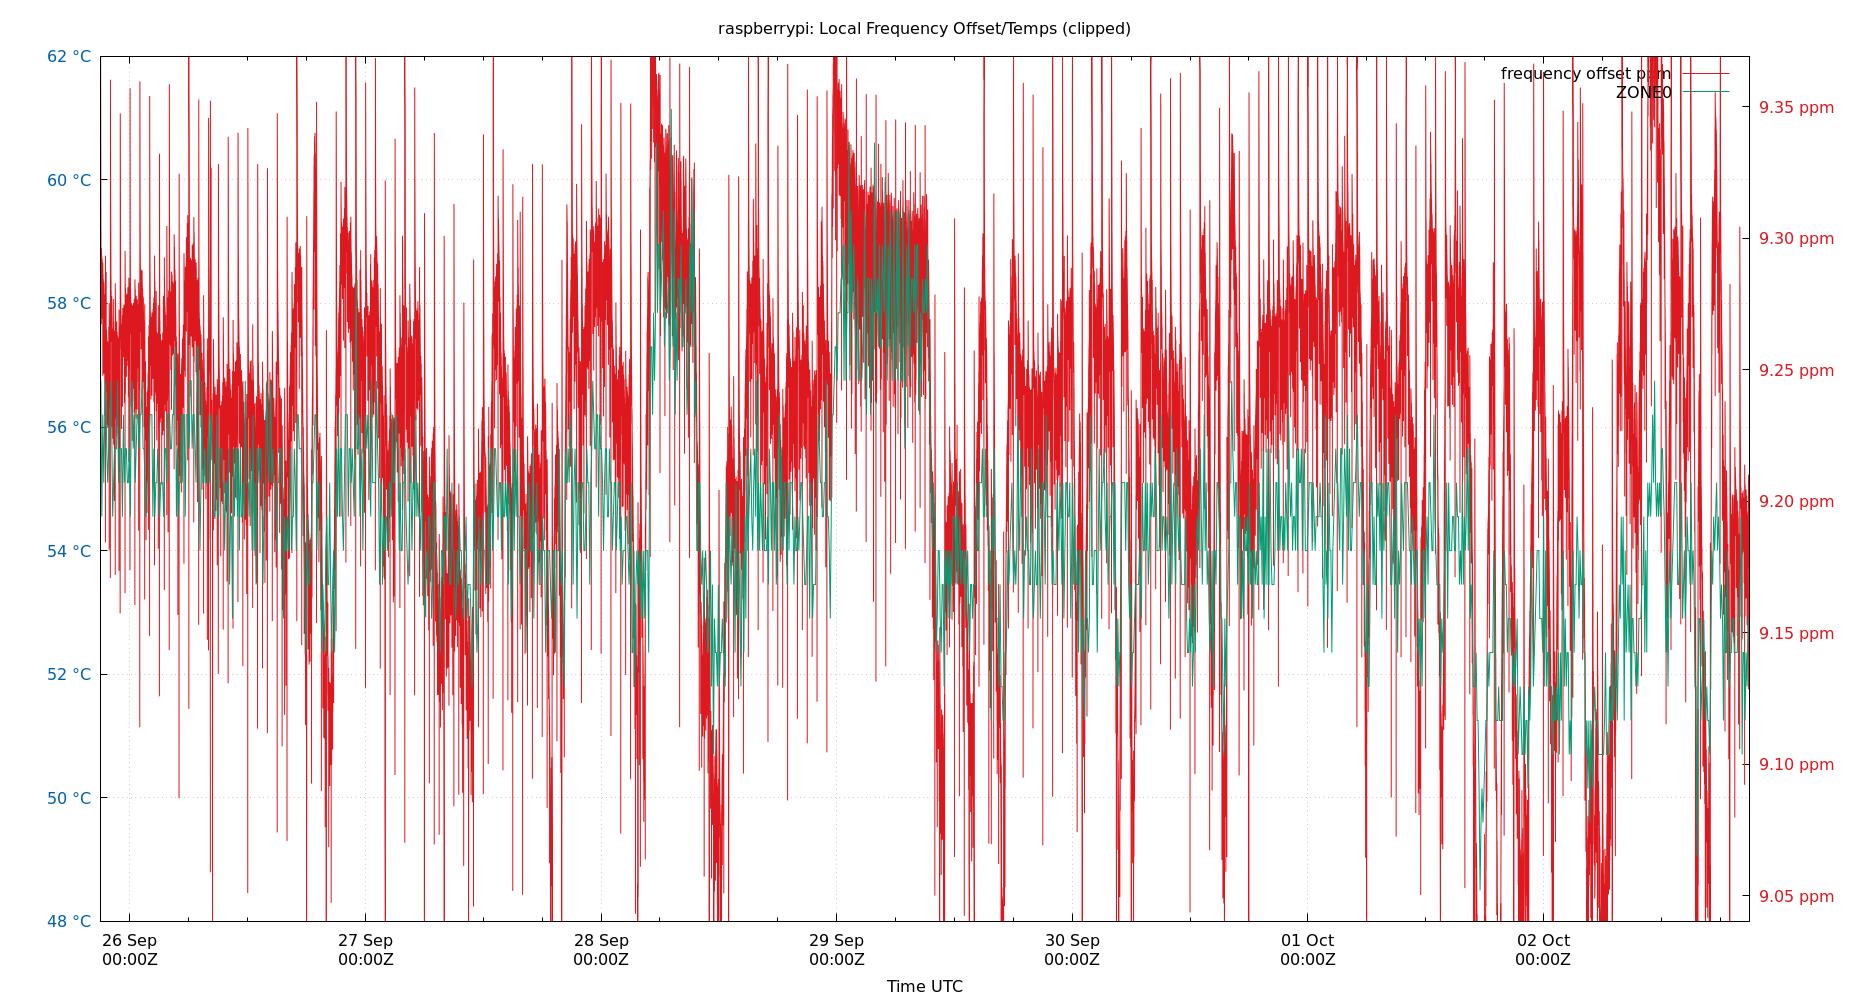 raspberrypi: Local Frequency Offset/Temps (clipped)
62 °C
60 °C
58 °C
56 °C
54 °C
52 °C
50 °C
48 °C
frequency offset ppm
ZONE0
9.35 ppm
9.30 ppm
9.25 ppm
9.20 ppm
9.15 ppm
9.10 ppm
9.05 ppm
26 Sep
00:00Z
27 Sep
00:00Z
28 Sep
00:00Z
29 Sep
00:00Z
30 Sep
00:00Z
01 Oct
00:00Z
02 Oct
00:00Z
Time UTC